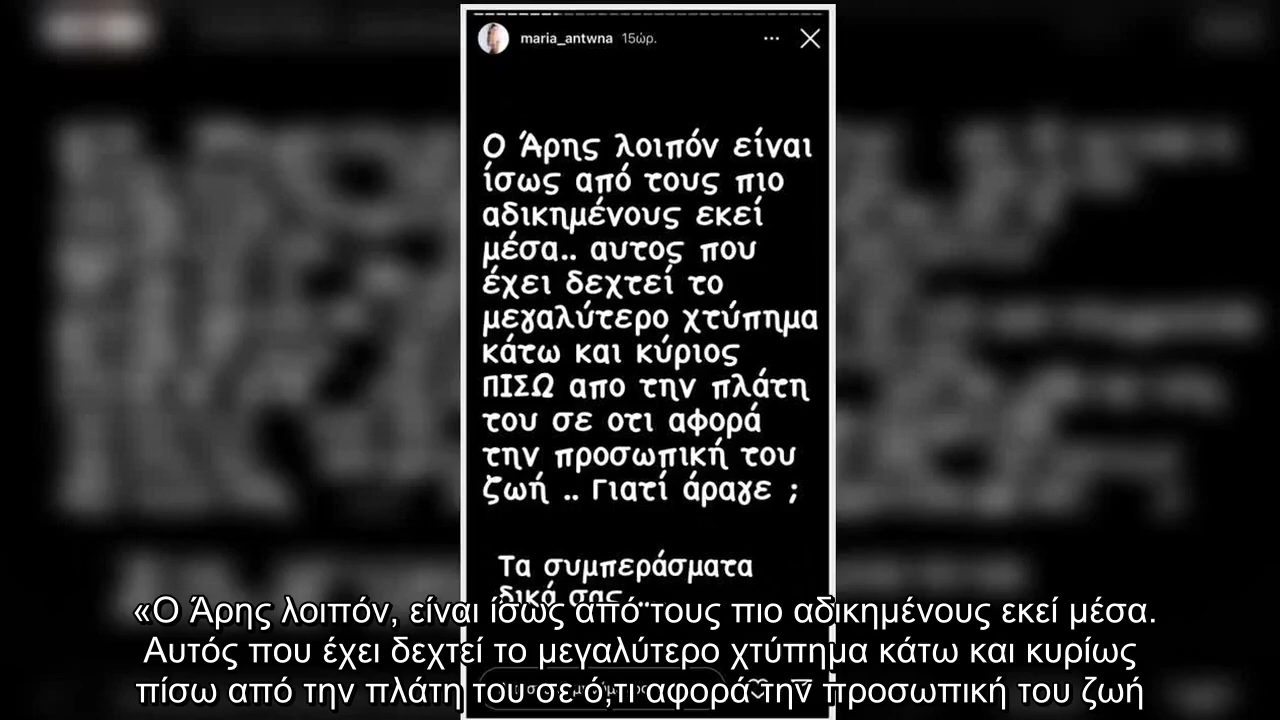 maria_antwna 15ώρ.
Ο Άρης λοιπόν είναι
ίσως από τους πιο
αδικημένους εκεί
μέσα.. αυτος που
έχει δεχτεί το
μεγαλύτερο χτύπημα
κάτω και κύριος
ΠΙΣΩ απο την πλάτη
του σε οτι αφορά
την προσωπική του
ζωή .. Γιατί άραγε ;
Τα συμπεράσματα
δικά σας ..
«Ο Άρης λοιπόν, είναι ίσως από τους πιο αδικημένους εκεί μέσα.
Αυτός που έχει δεχτεί το μεγαλύτερο χτύπημα κάτω και κυρίως
πίσω από την πλάτη του σε ό,τι αφορά την προσωπική του ζωή